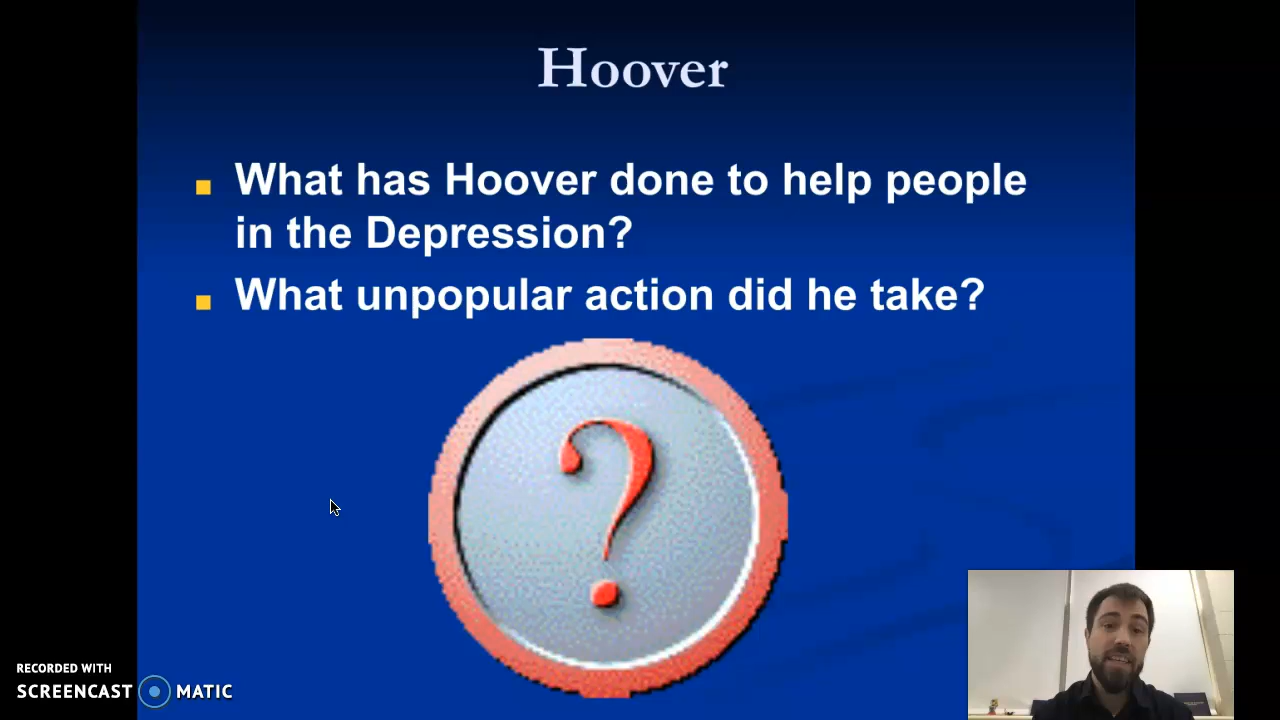 Hoover
What has Hoover done to help people
in the Depression?
What unpopular action did he take?
?
RECORDED WITH
SCREENCAST MATIC